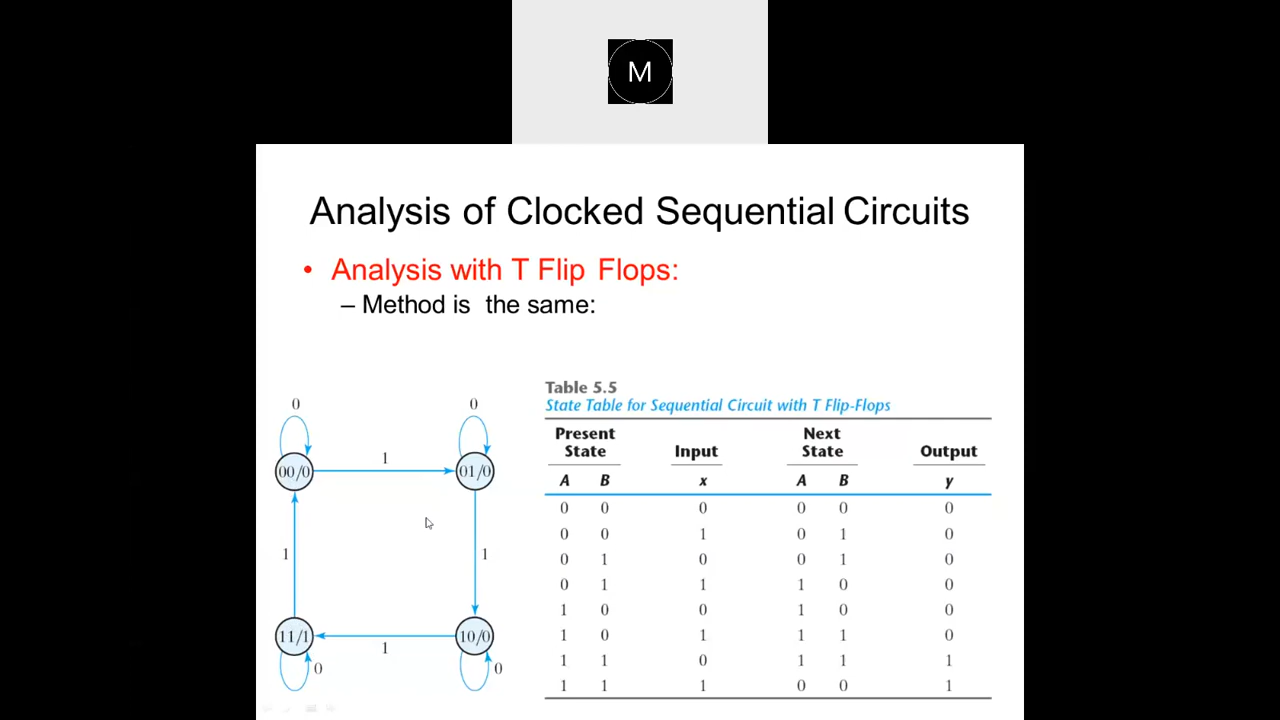 M
Analysis of Clocked Sequential Circuits
• Analysis with T Flip Flops:
– Method is the same:
0 0
00/0 1 01/0
1 1
11/1 1 10/0
0 0
Table 5.5
State Table for Sequential Circuit with T Flip-Flops
Present State Input Next State Output
A B x A B y
0 0 0 0 0 0
0 0 1 0 1 0
0 1 0 0 1 0
0 1 1 1 0 0
1 0 0 1 0 0
1 0 1 1 1 0
1 1 0 1 1 1
1 1 1 0 0 1